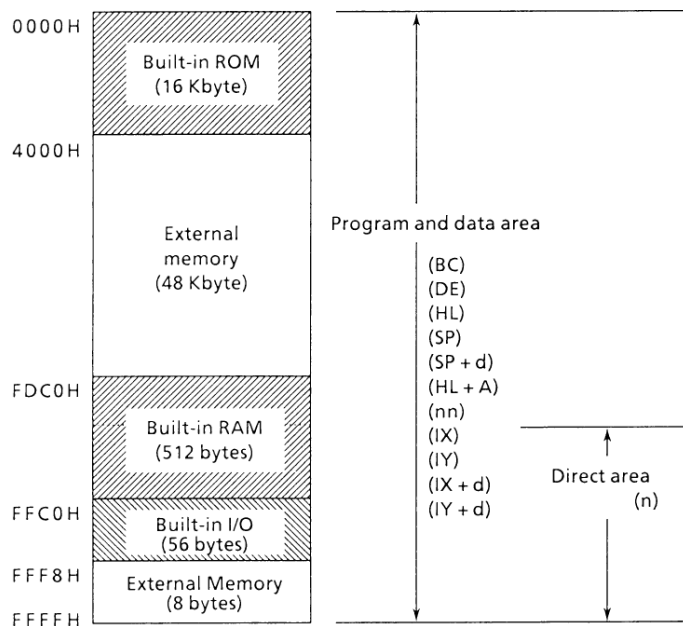 0000H
Built-in ROM
(16 Kbyte)
4000H
External
memory
(48 Kbyte)
FDC0H
Built-in RAM
(512 bytes)
FFC0H
Built-in I/O
(56 bytes)
FFF8H
External Memory
(8 bytes)
FFFFH
Program and data area
(BC)
(DE)
(HL)
(SP)
(SP + d)
(HL + A)
(nn)
(IX)
(IY)
(IX + d)
(IY + d)
Direct area
(n)